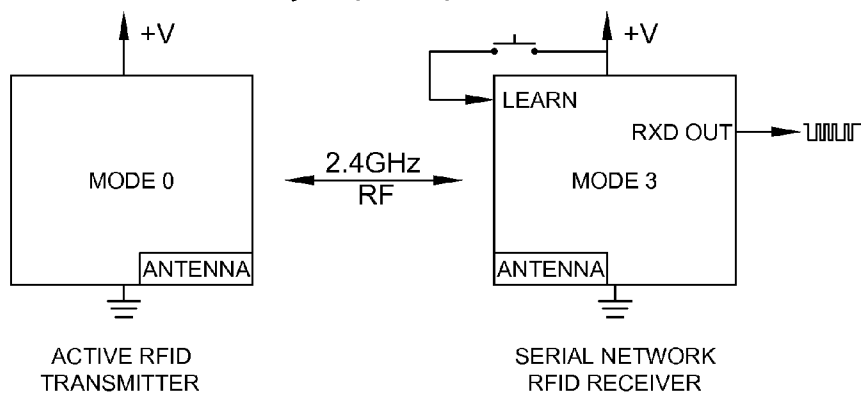 +V
+V
LEARN
RXD OUT
MODE 0
2.4GHz
RF
MODE 3
ANTENNA
ANTENNA
ACTIVE RFID
TRANSMITTER
SERIAL NETWORK
RFID RECEIVER